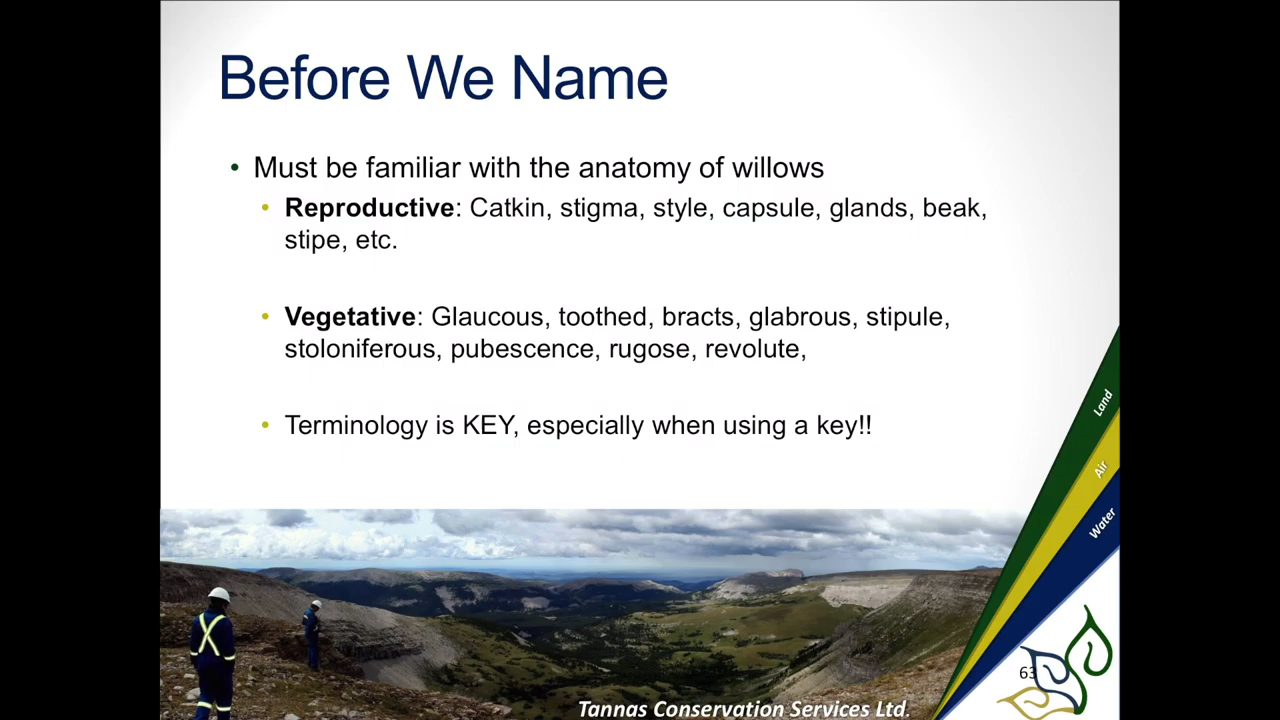 Before We Name
• Must be familiar with the anatomy of willows
• Reproductive: Catkin, stigma, style, capsule, glands, beak,
stipe, etc.
• Vegetative: Glaucous, toothed, bracts, glabrous, stipule,
stoloniferous, pubescence, rugose, revolute,
• Terminology is KEY, especially when using a key!!
Land
Air
Water
63
Tannas Conservation Services Ltd.